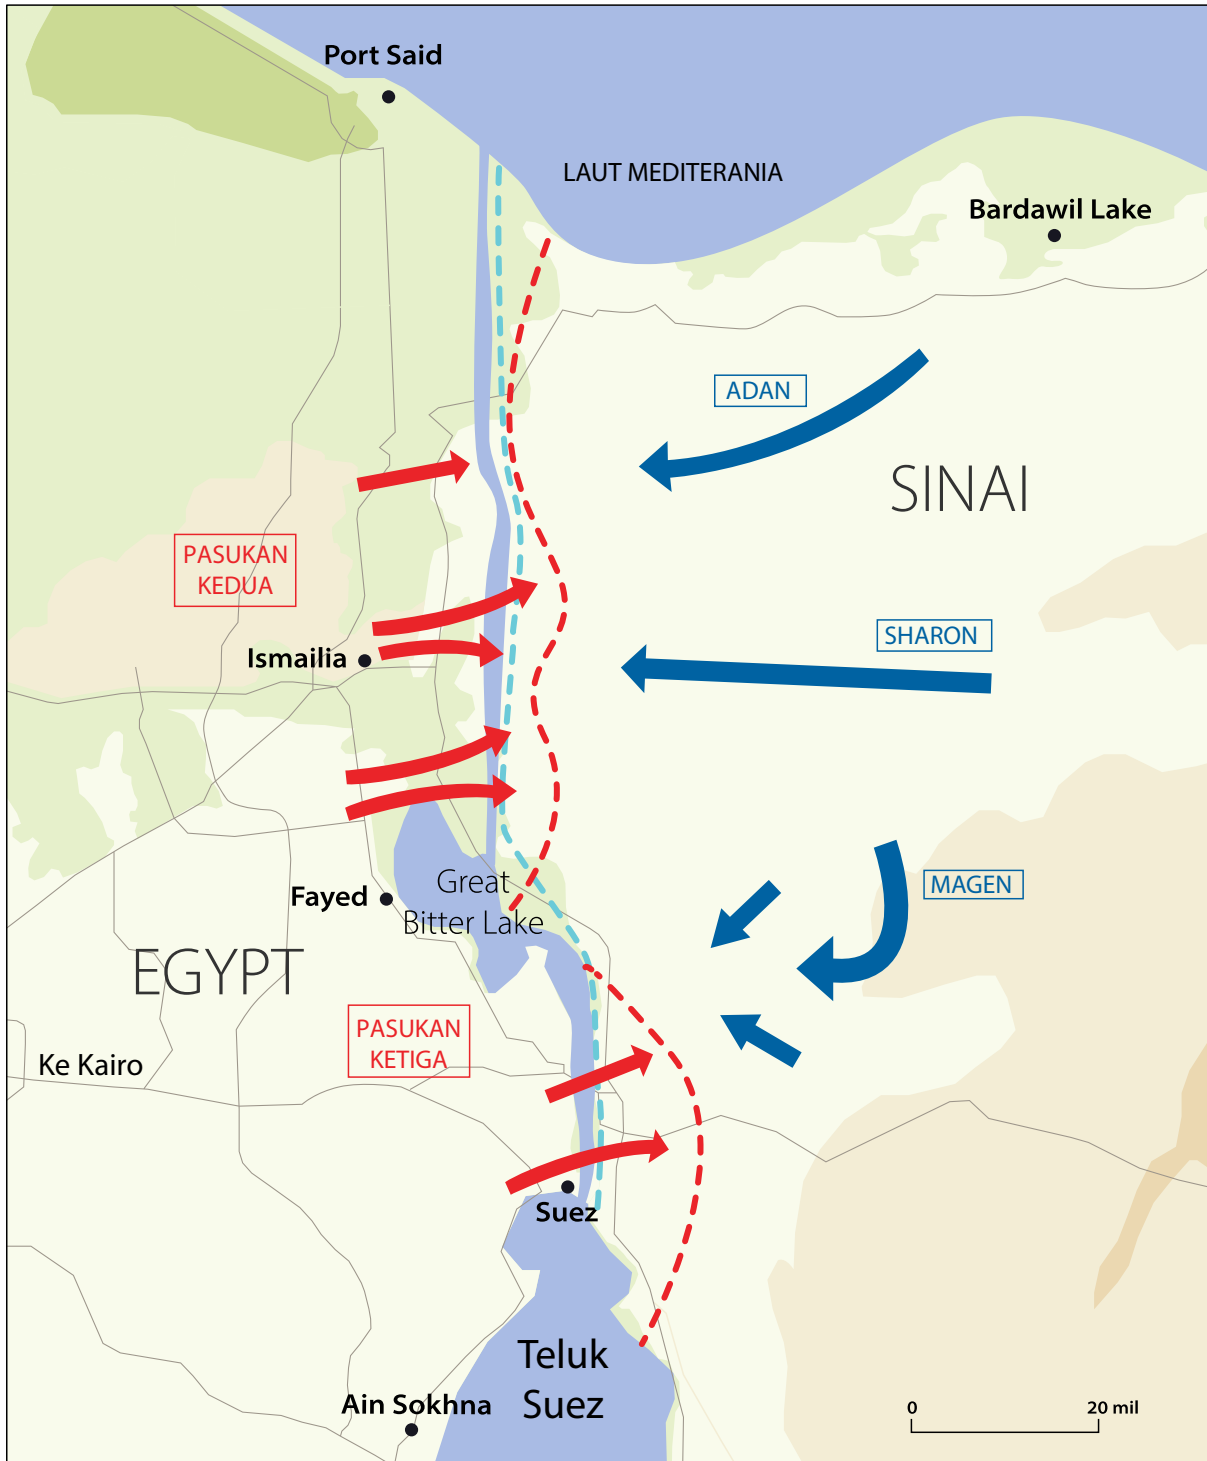 Port Said
LAUT MEDITERANIA
Bardawil Lake
ADAN
SINAI
PASUKAN
KEDUA
SHARON
Ismailia
MAGEN
Fayed
Great
Bitter Lake
EGYPT
PASUKAN
KETIGA
Ke Kairo
Suez
Teluk
Suez
Ain Sokhna
0
20 mil